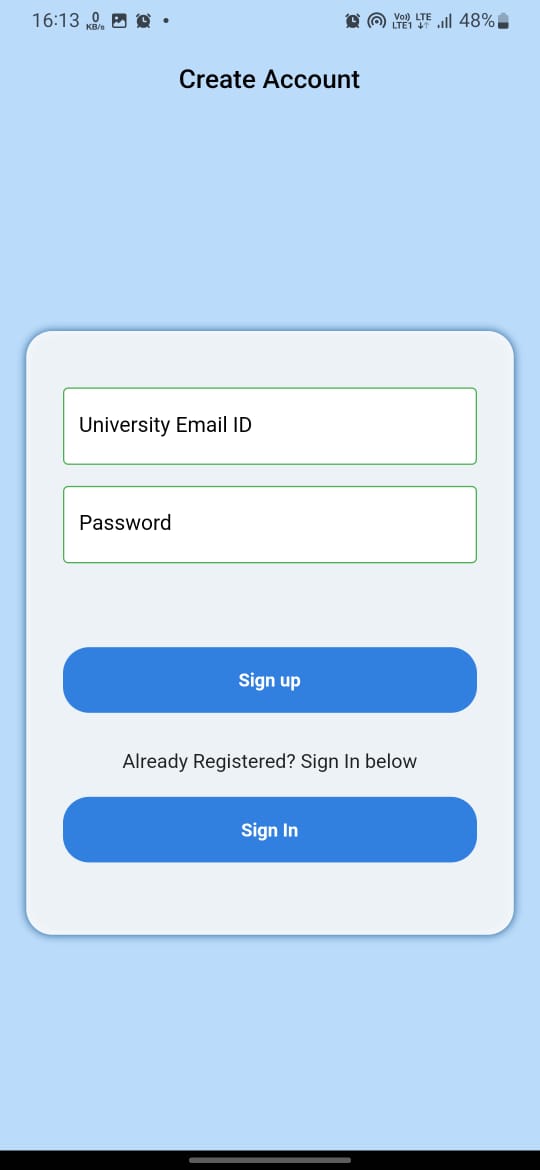 16:13 0 KB/s Vo)) LTE1 LTE 48%
Create Account
University Email ID
Password
Sign up
Already Registered? Sign In below
Sign In